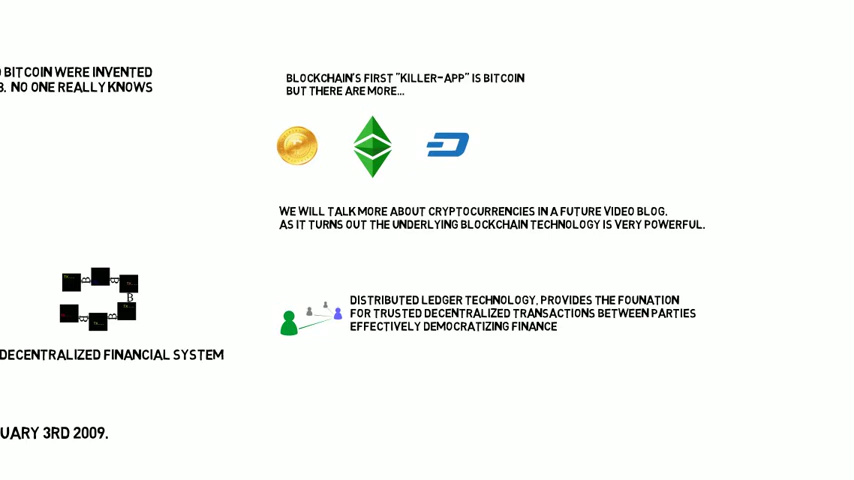 BITCOIN WERE INVENTED
NO ONE REALLY KNOWS
BLOCKCHAIN'S FIRST "KILLER-APP" IS BITCOIN
BUT THERE ARE MORE...
WE WILL TALK MORE ABOUT CRYPTOCURRENCIES IN A FUTURE VIDEO BLOG.
AS IT TURNS OUT THE UNDERLYING BLOCKCHAIN TECHNOLOGY IS VERY POWERFUL.
B B B B B
DISTRIBUTED LEDGER TECHNOLOGY, PROVIDES THE FOUNATION
FOR TRUSTED DECENTRALIZED TRANSACTIONS BETWEEN PARTIES
EFFECTIVELY DEMOCRATIZING FINANCE
DECENTRALIZED FINANCIAL SYSTEM
UARY 3RD 2009.